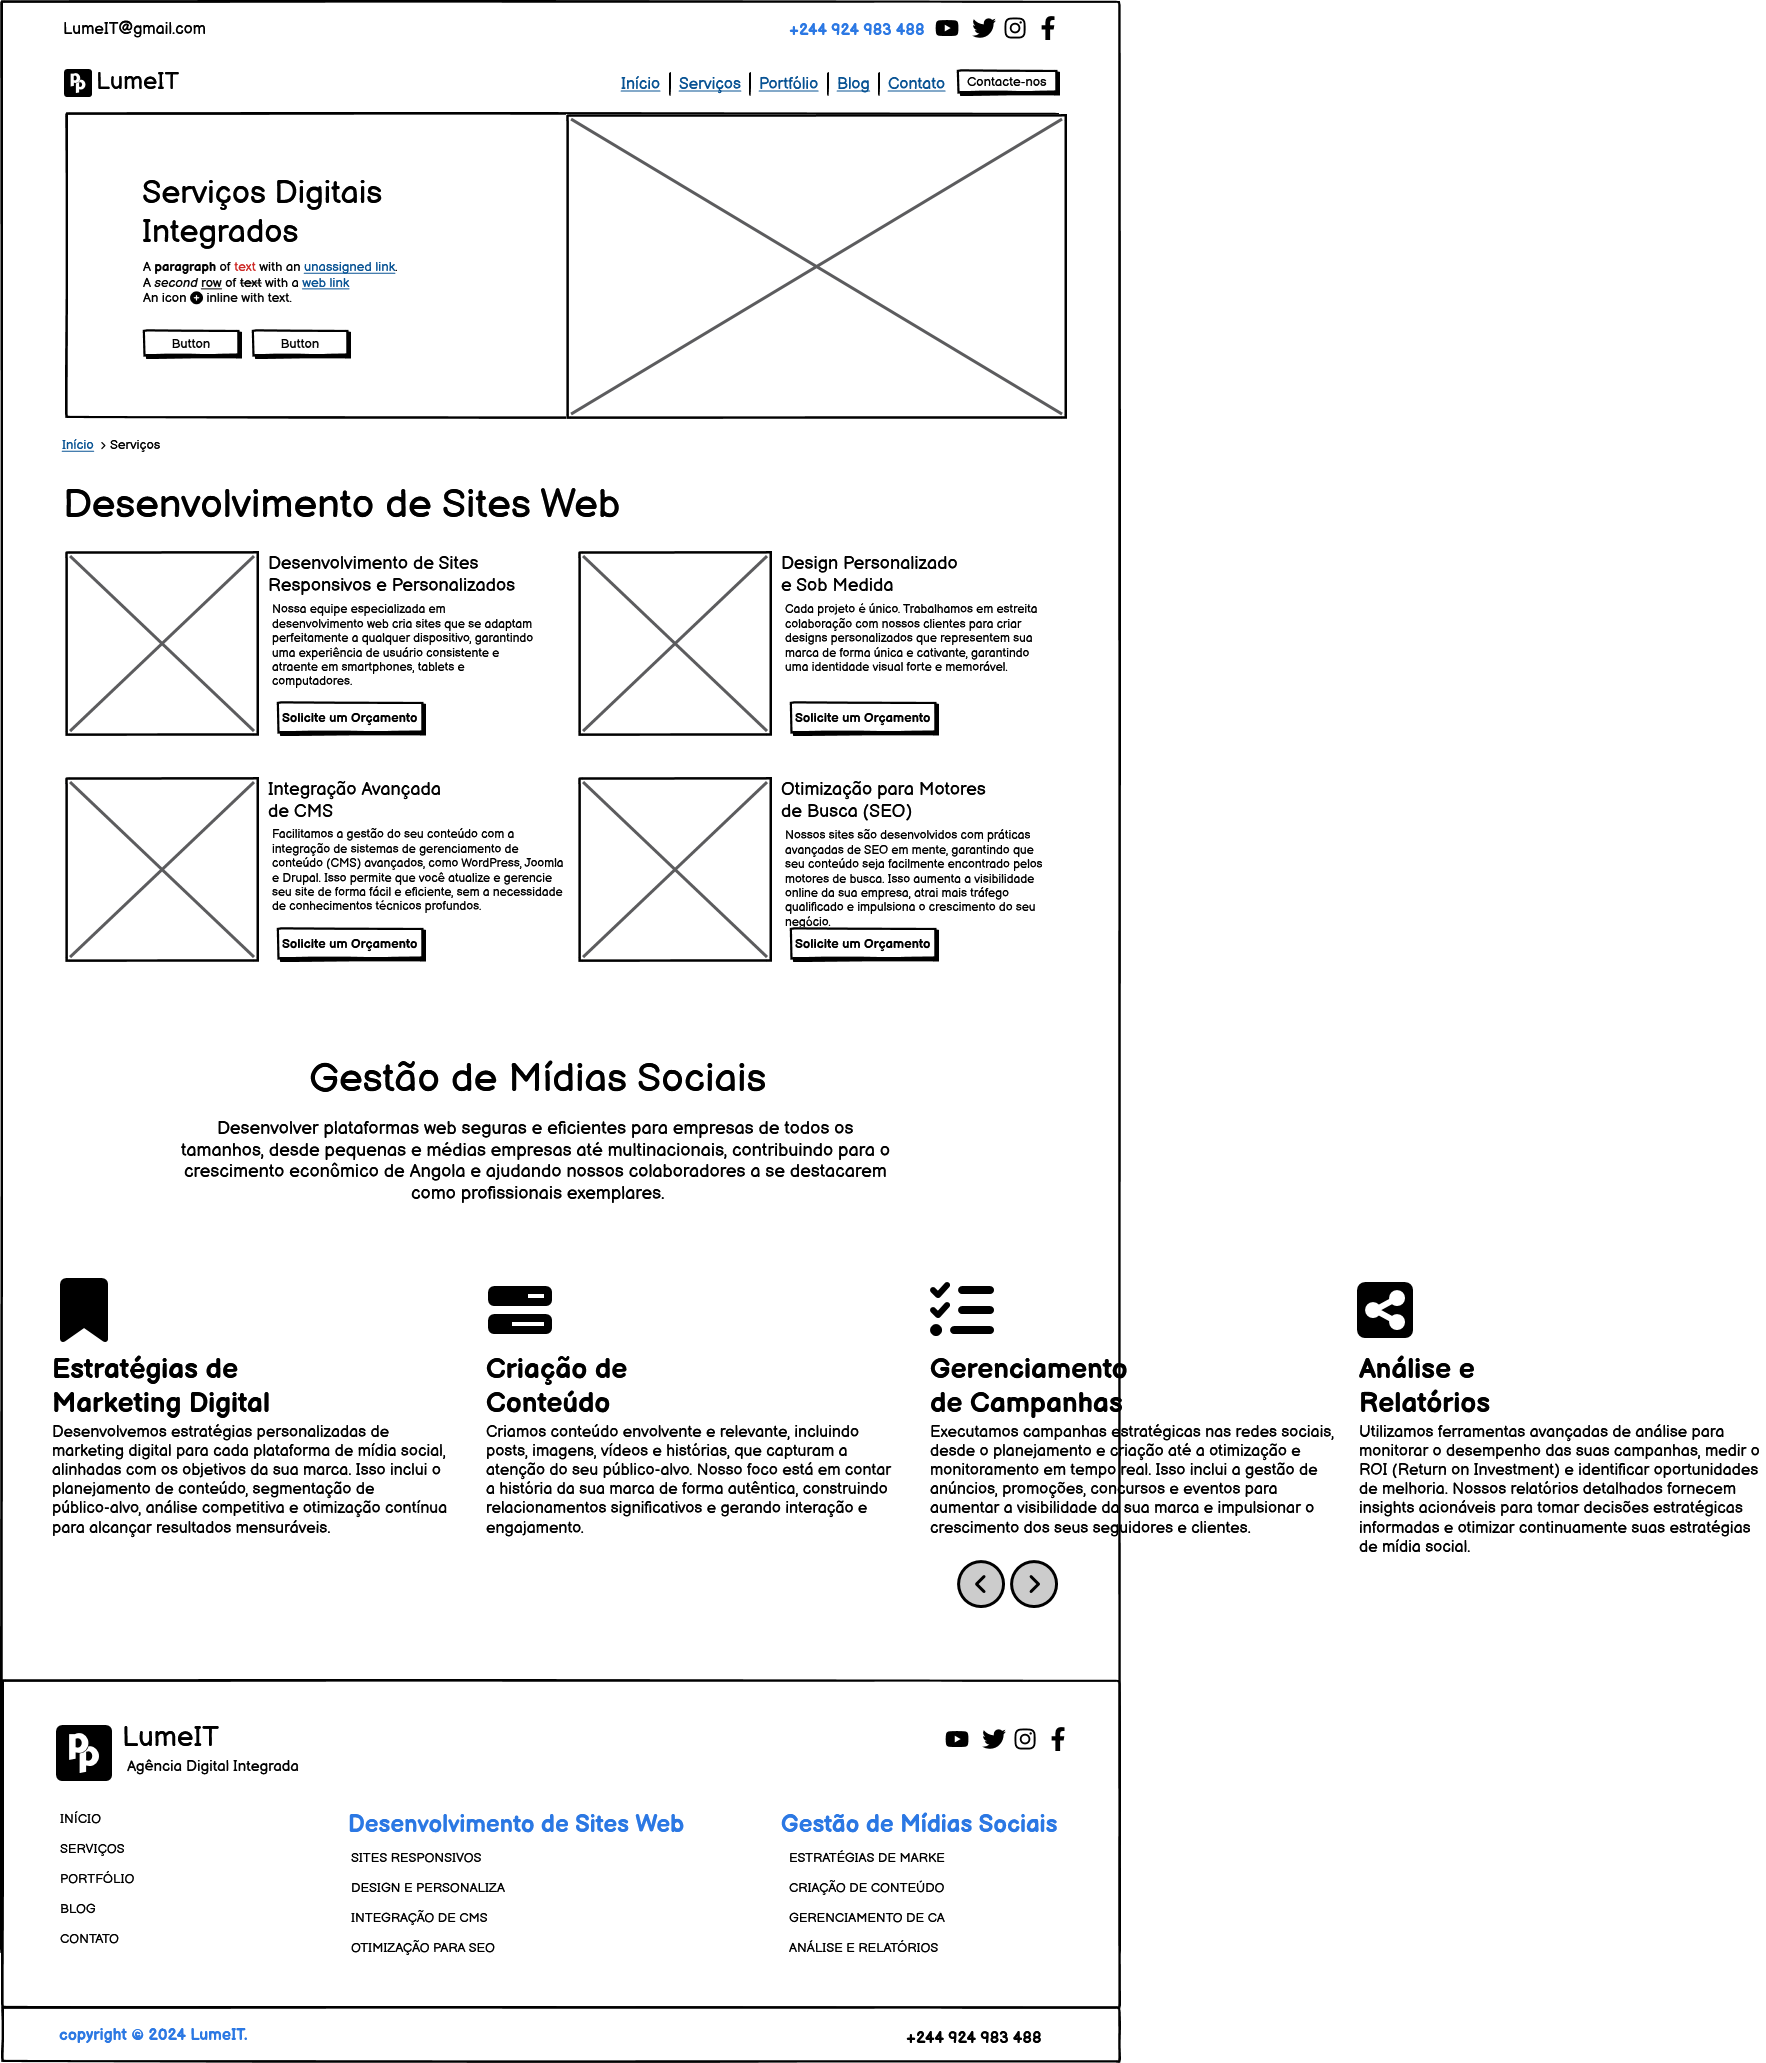 LumeIT@gmail.com
+244 924 983 488
LumeIT
Início
Serviços
Portfólio
Blog
Contato
Contacte-nos
Serviços Digitais
Integrados
A paragraph of text with an unassigned link.
A second row of text with a web link
An icon inline with text.
Button
Button
Início > Serviços
Desenvolvimento de Sites Web
Desenvolvimento de Sites
Responsivos e Personalizados
Nossa equipe especializada em
desenvolvimento web cria sites que se adaptam
perfeitamente a qualquer dispositivo, garantindo
uma experiência de usuário consistente e
atraente em smartphones, tablets e
computadores.
Solicite um Orçamento
Design Personalizado
e Sob Medida
Cada projeto é único. Trabalhamos em estreita
colaboração com nossos clientes para criar
designs personalizados que representem sua
marca de forma única e cativante, garantindo
uma identidade visual forte e memorável.
Solicite um Orçamento
Integração Avançada
de CMS
Facilitamos a gestão do seu conteúdo com a
integração de sistemas de gerenciamento de
conteúdo (CMS) avançados, como WordPress, Joomla
e Drupal. Isso permite que você atualize e gerencie
seu site de forma fácil e eficiente, sem a necessidade
de conhecimentos técnicos profundos.
Solicite um Orçamento
Otimização para Motores
de Busca (SEO)
Nossos sites são desenvolvidos com práticas
avançadas de SEO em mente, garantindo que
seu conteúdo seja facilmente encontrado pelos
motores de busca. Isso aumenta a visibilidade
online da sua empresa, atrai mais tráfego
qualificado e impulsiona o crescimento do seu
negócio.
Solicite um Orçamento
Gestão de Mídias Sociais
Desenvolver plataformas web seguras e eficientes para empresas de todos os
tamanhos, desde pequenas e médias empresas até multinacionais, contribuindo para o
crescimento econômico de Angola e ajudando nossos colaboradores a se destacarem
como profissionais exemplares.
Estratégias de
Marketing Digital
Desenvolvemos estratégias personalizadas de
marketing digital para cada plataforma de mídia social,
alinhadas com os objetivos da sua marca. Isso inclui o
planejamento de conteúdo, segmentação de
público-alvo, análise competitiva e otimização contínua
para alcançar resultados mensuráveis.
Criação de
Conteúdo
Criamos conteúdo envolvente e relevante, incluindo
posts, imagens, vídeos e histórias, que capturam a
atenção do seu público-alvo. Nosso foco está em contar
a história da sua marca de forma autêntica, construindo
relacionamentos significativos e gerando interação e
engajamento.
Gerenciamento
de Campanhas
Executamos campanhas estratégicas nas redes sociais,
desde o planejamento e criação até a otimização e
monitoramento em tempo real. Isso inclui a gestão de
anúncios, promoções, concursos e eventos para
aumentar a visibilidade da sua marca e impulsionar o
crescimento dos seus seguidores e clientes.
Análise e
Relatórios
Utilizamos ferramentas avançadas de análise para
monitorar o desempenho das suas campanhas, medir o
ROI (Return on Investment) e identificar oportunidades
de melhoria. Nossos relatórios detalhados fornecem
insights acionáveis para tomar decisões estratégicas
informadas e otimizar continuamente suas estratégias
de mídia social.
LumeIT
Agência Digital Integrada
INÍCIO
SERVIÇOS
PORTFÓLIO
BLOG
CONTATO
Desenvolvimento de Sites Web
SITES RESPONSIVOS
DESIGN E PERSONALIZA
INTEGRAÇÃO DE CMS
OTIMIZAÇÃO PARA SEO
Gestão de Mídias Sociais
ESTRATÉGIAS DE MARKE
CRIAÇÃO DE CONTEÚDO
GERENCIAMENTO DE CA
ANÁLISE E RELATÓRIOS
copyright © 2024 LumeIT.
+244 924 983 488